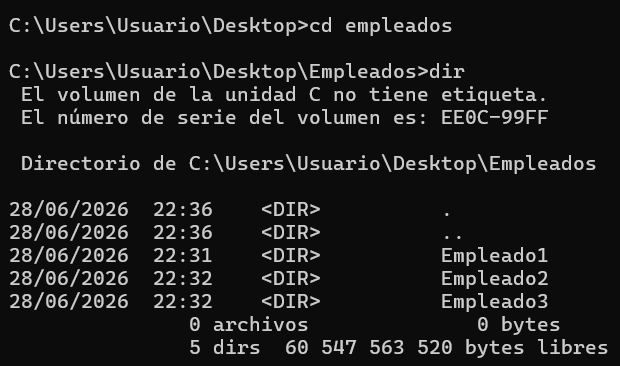 C:\Users\Usuario\Desktop>cd empleados
C:\Users\Usuario\Desktop\Empleados>dir
 El volumen de la unidad C no tiene etiqueta.
 El número de serie del volumen es: EE0C-99FF
 Directorio de C:\Users\Usuario\Desktop\Empleados
28/06/2026  22:36    <DIR>          .
28/06/2026  22:36    <DIR>          ..
28/06/2026  22:31    <DIR>          Empleado1
28/06/2026  22:32    <DIR>          Empleado2
28/06/2026  22:32    <DIR>          Empleado3
               0 archivos              0 bytes
               5 dirs  60 547 563 520 bytes libres